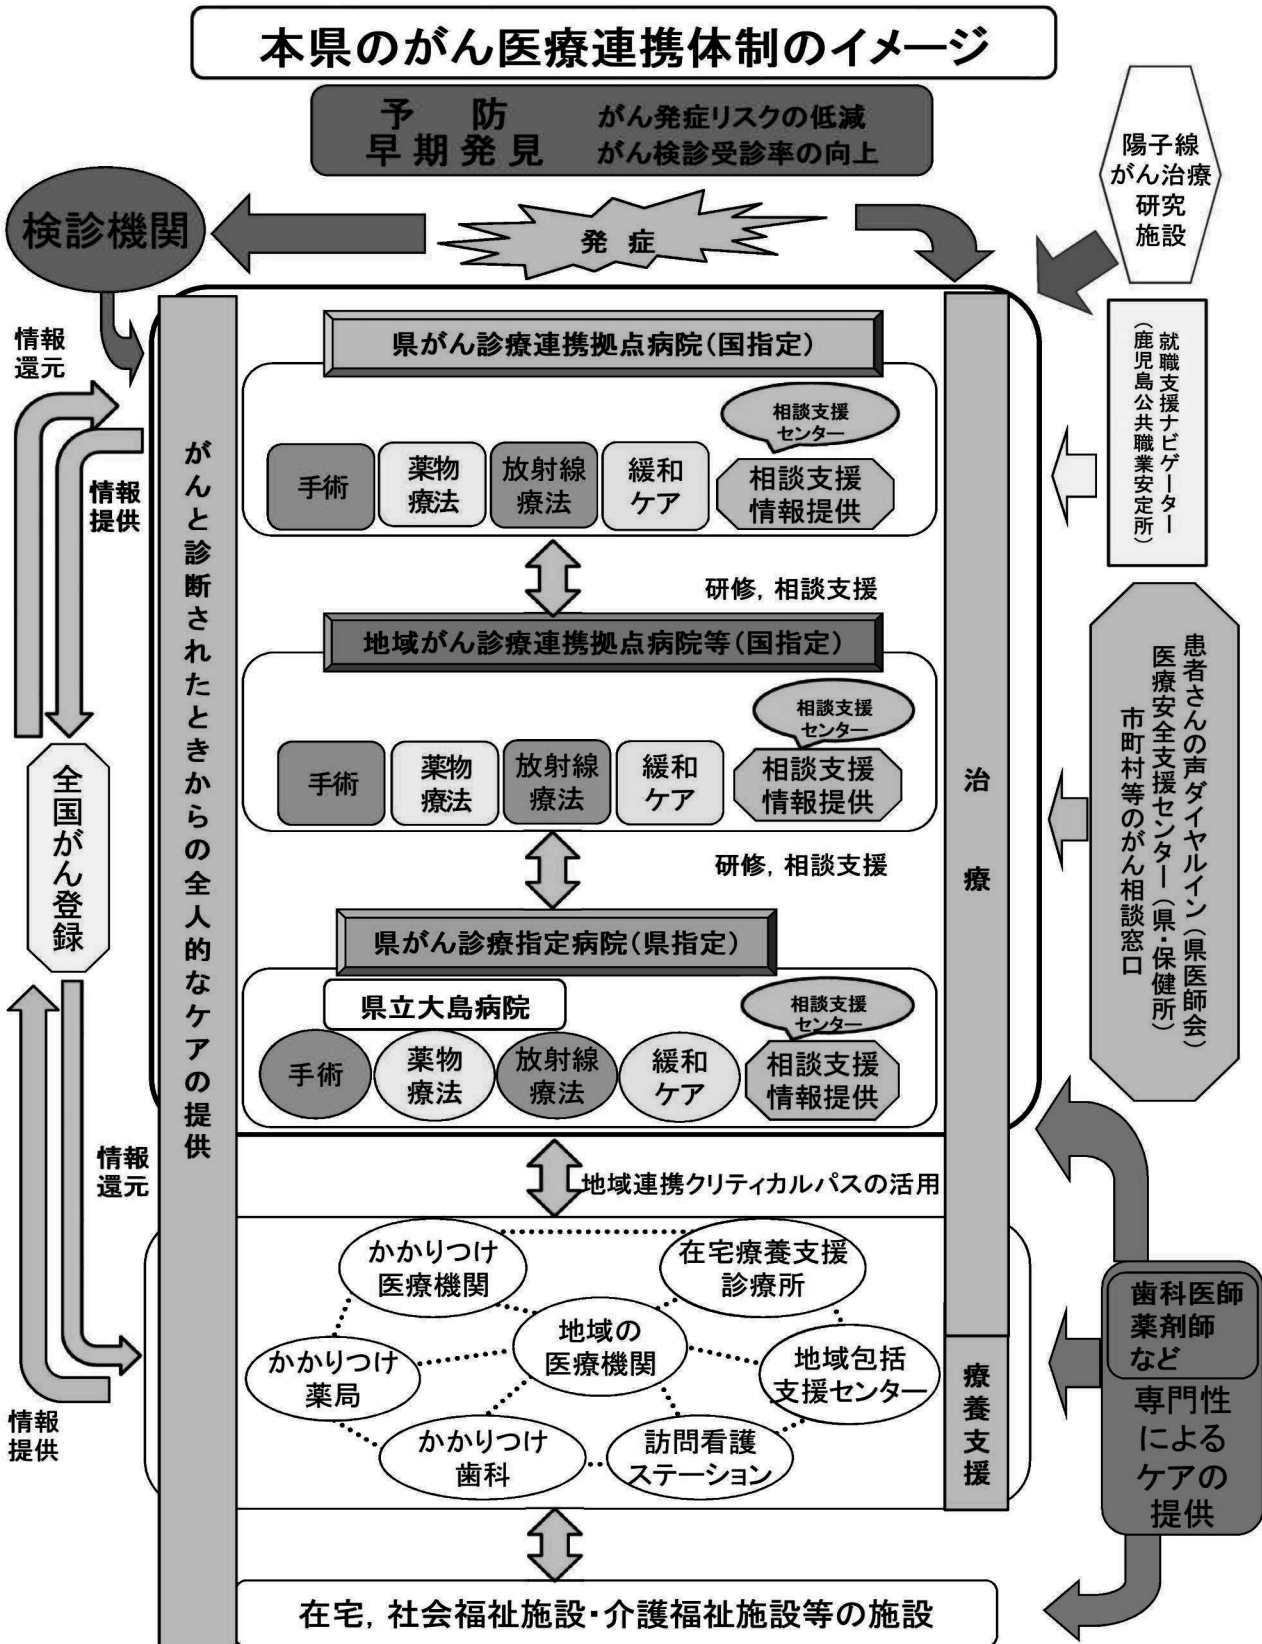 本県のがん医療連携体制のイメージ
予　防　がん発症リスクの低減
早期発見　がん検診受診率の向上
陽子線
がん治療
研究
施設
検診機関
発 症
情報
還元
情報
提供
県がん診療連携拠点病院(国指定)
相談支援
センター
手術
薬物
療法
放射線
療法
緩和
ケア
相談支援
情報提供
就職支援ナビゲーター
(鹿児島公共職業安定所)
研修, 相談支援
地域がん診療連携拠点病院等(国指定)
相談支援
センター
手術
薬物
療法
放射線
療法
緩和
ケア
相談支援
情報提供
患者さんの声ダイヤルイン(県医師会)
医療安全支援センター(県・保健所)
市町村等のがん相談窓口
がんと診断されたときからの全人的なケアの提供
治療
全国がん登録
研修, 相談支援
県がん診療指定病院(県指定)
県立大島病院
相談支援
センター
手術
薬物
療法
放射線
療法
緩和
ケア
相談支援
情報提供
情報
還元
地域連携クリティカルパスの活用
かかりつけ
医療機関
在宅療養支援
診療所
地域の
医療機関
かかりつけ
薬局
地域包括
支援センター
かかりつけ
歯科
訪問看護
ステーション
療養支援
情報
提供
歯科医師
薬剤師
など
専門性
による
ケアの
提供
在宅, 社会福祉施設・介護福祉施設等の施設